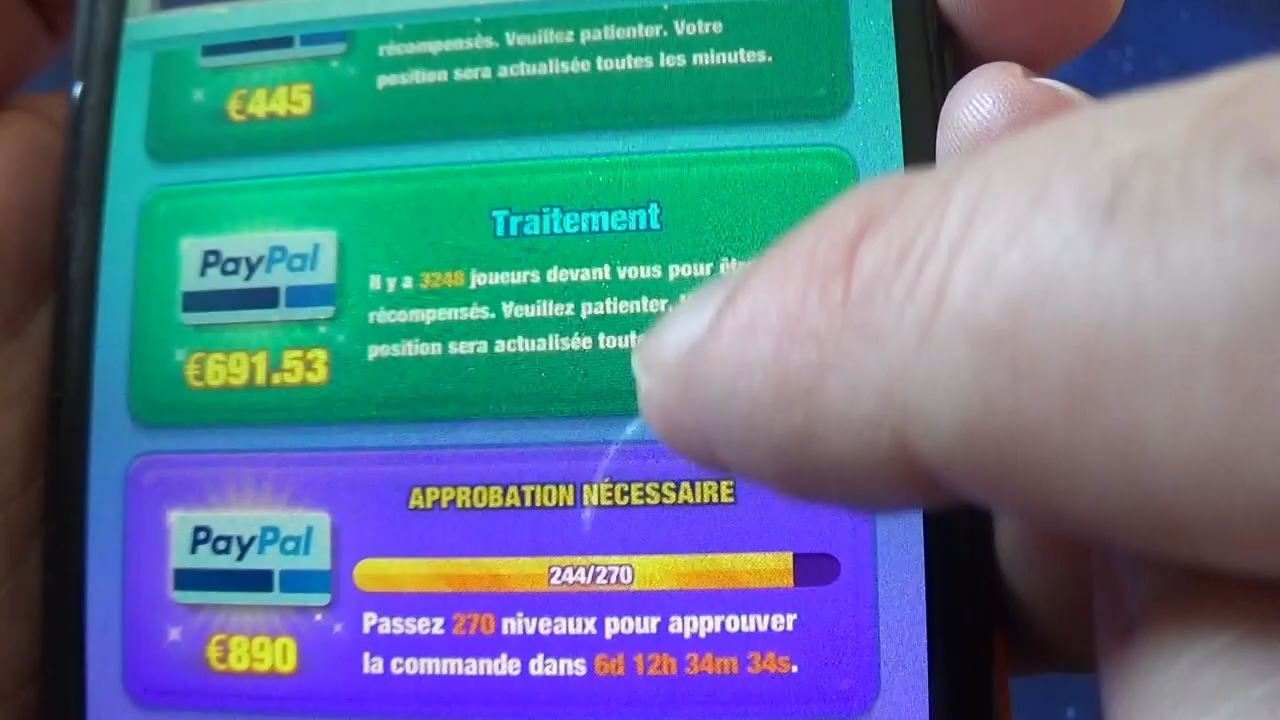 récompensés. Veuillez patienter. Votre
position sera actualisée toutes les minutes.
€445
Traitement
PayPal
Il y a 3248 joueurs devant vous pour
récompensés. Veuillez patienter.
position sera actualisée
€691.53
APPROBATION NÉCESSAIRE
PayPal
244/270
Passez 270 niveaux pour approuver
la commande dans 6d 12h 34m 34s.
€890